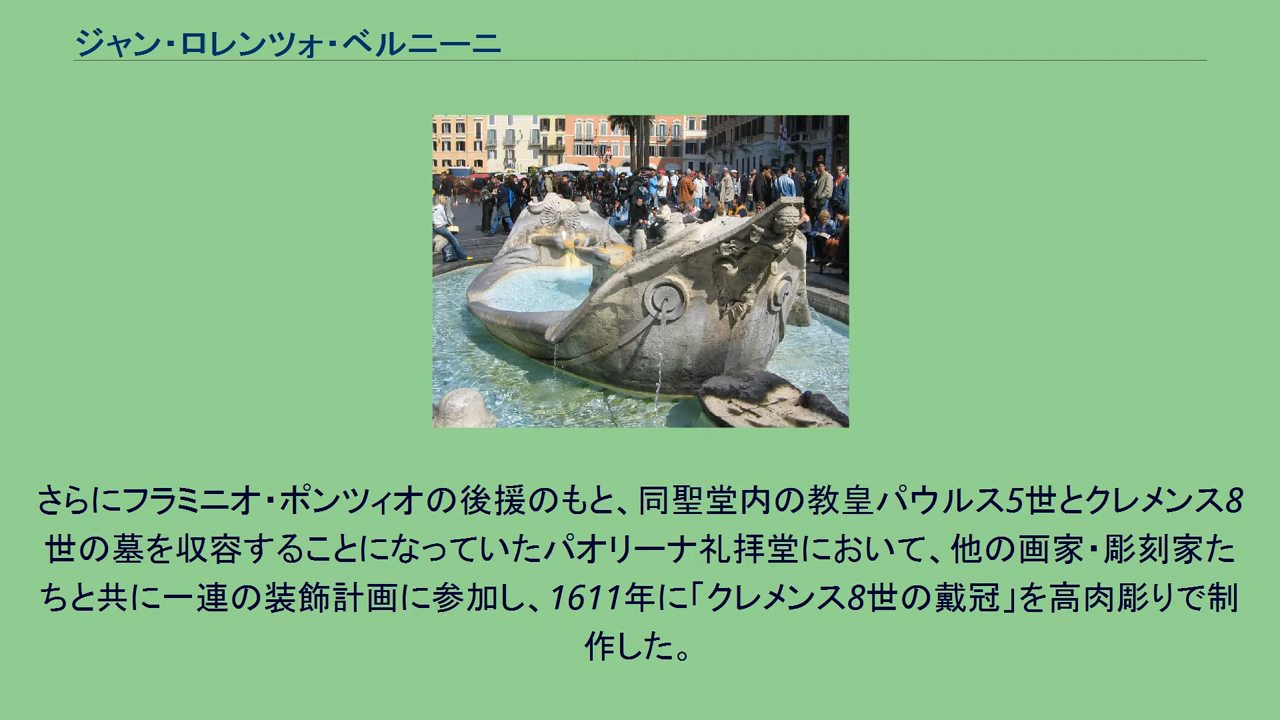 ジャン・ロレンツォ・ベルニーニ
さらにフラミニオ・ポンツィオの後援のもと、同聖堂内の教皇パウルス5世とクレメンス8
世の墓を収容することになっていたパオリーナ礼拝堂において、他の画家・彫刻家た
ちと共に一連の装飾計画に参加し、1611年に「クレメンス8世の戴冠」を高肉彫りで制
作した。